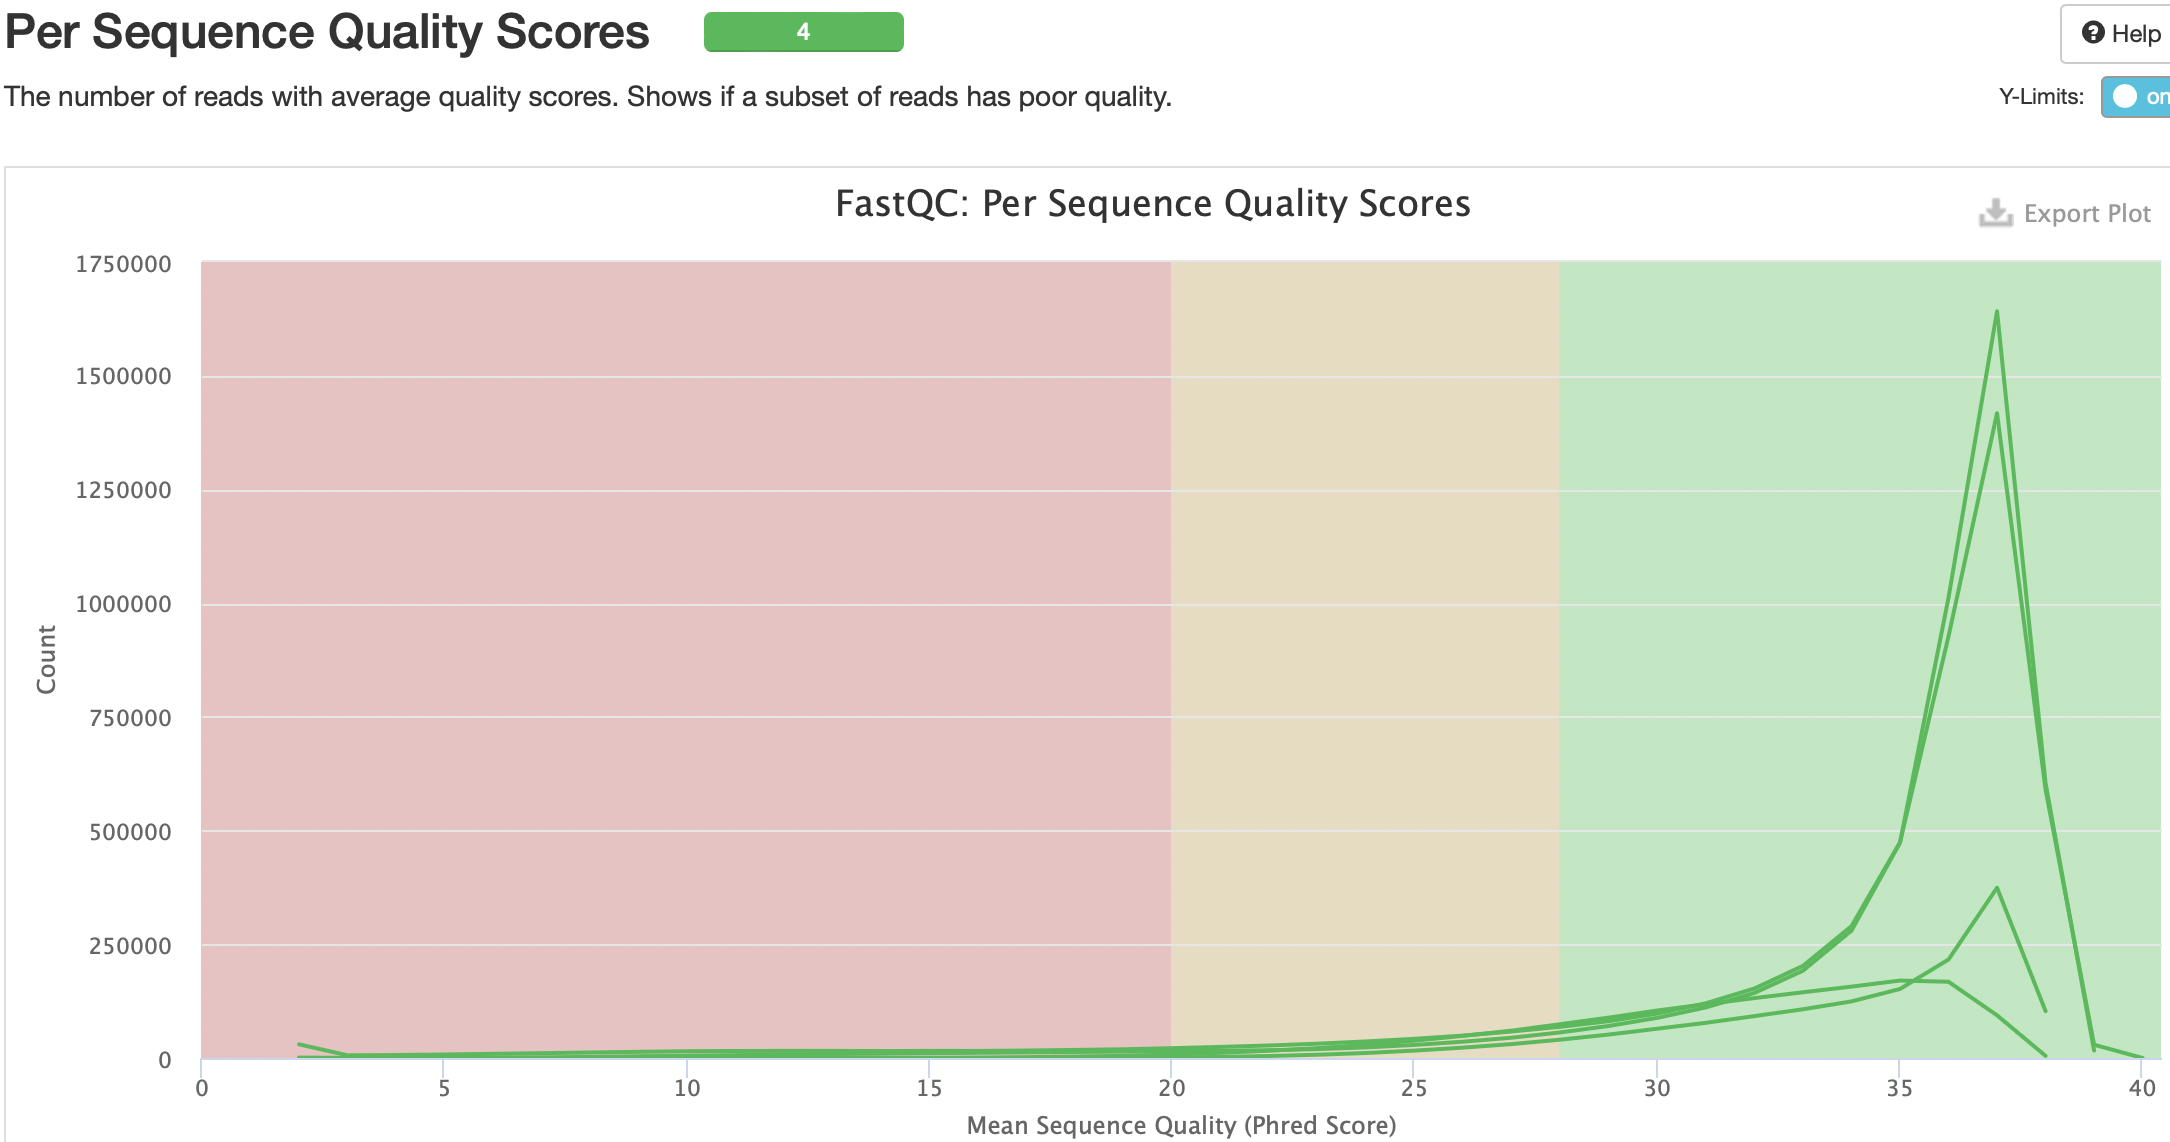 Per Sequence Quality Scores 4 Help
The number of reads with average quality scores. Shows if a subset of reads has poor quality. Y-Limits: on
FastQC: Per Sequence Quality Scores
Export Plot
1750000
1500000
1250000
1000000
750000
500000
250000
0
Count
0 5 10 15 20 25 30 35 40
Mean Sequence Quality (Phred Score)